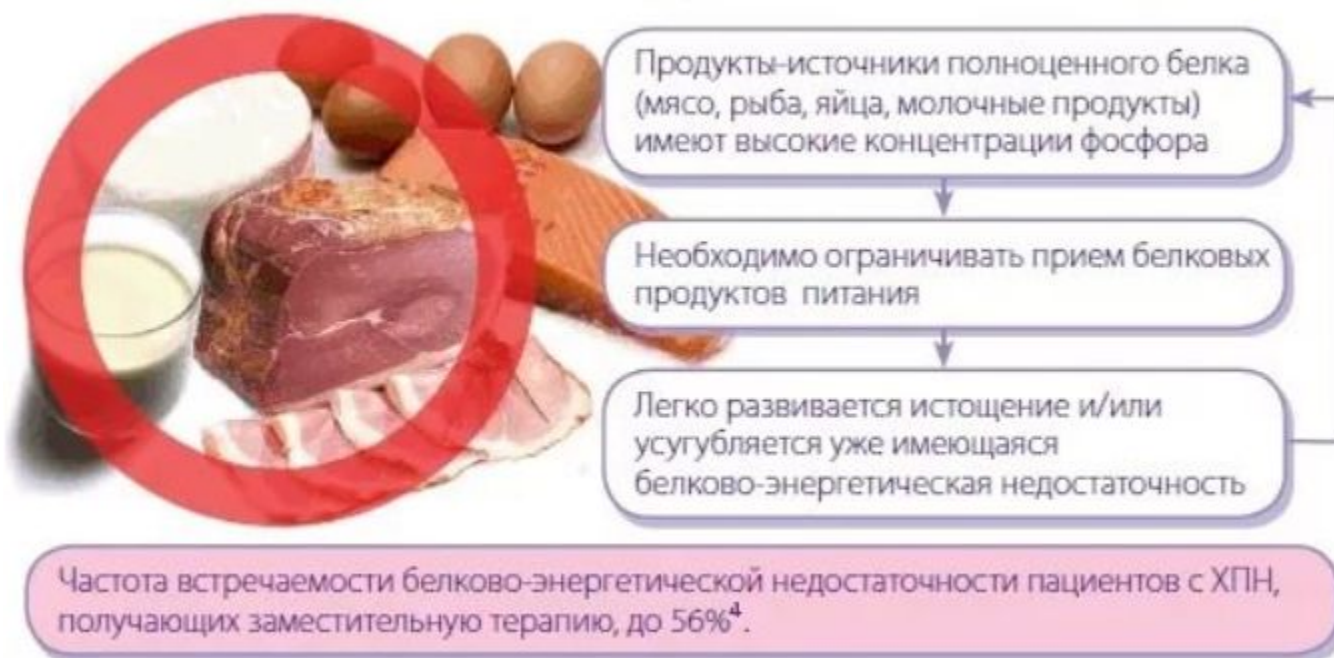 Продукты-источники полноценного белка
(мясо, рыба, яйца, молочные продукты)
имеют высокие концентрации фосфора
Необходимо ограничивать прием белковых
продуктов питания
Легко развивается истощение и/или
усугубляется уже имеющаяся
белково-энергетическая недостаточность
Частота встречаемости белково-энергетической недостаточности пациентов с ХПН,
получающих заместительную терапию, до 56%⁴.